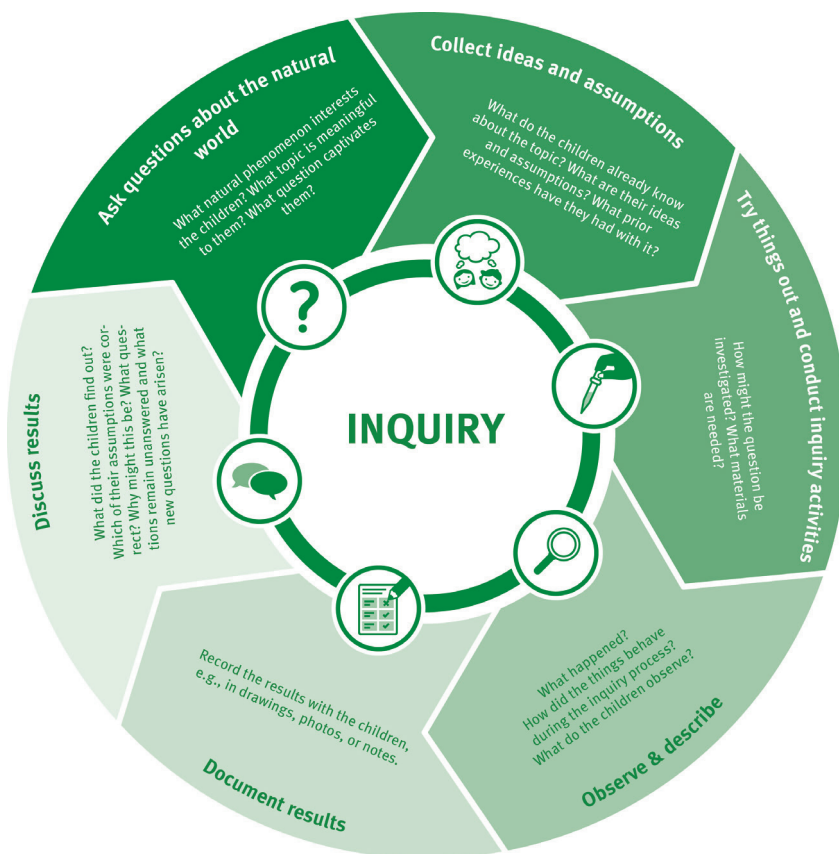 Ask questions about the natural
world
What natural phenomenon interests
the children? What topic is meaningful
to them? What question captivates
them?
Collect ideas and assumptions
What do the children already know
about the topic? What are their ideas
and assumptions? What prior
experiences have they had with it?
Try things out and conduct inquiry activities
How might the question be
investigated? What materials
are needed?
Observe & describe
What happened?
How did the things behave
during the inquiry process?
What do the children observe?
Document results
Record the results with the children,
e.g., in drawings, photos, or notes.
Discuss results
What did the children find out?
Which of their assumptions were cor-
rect? Why might this be? What ques-
tions remain unanswered and what
new questions have arisen?
?
INQUIRY